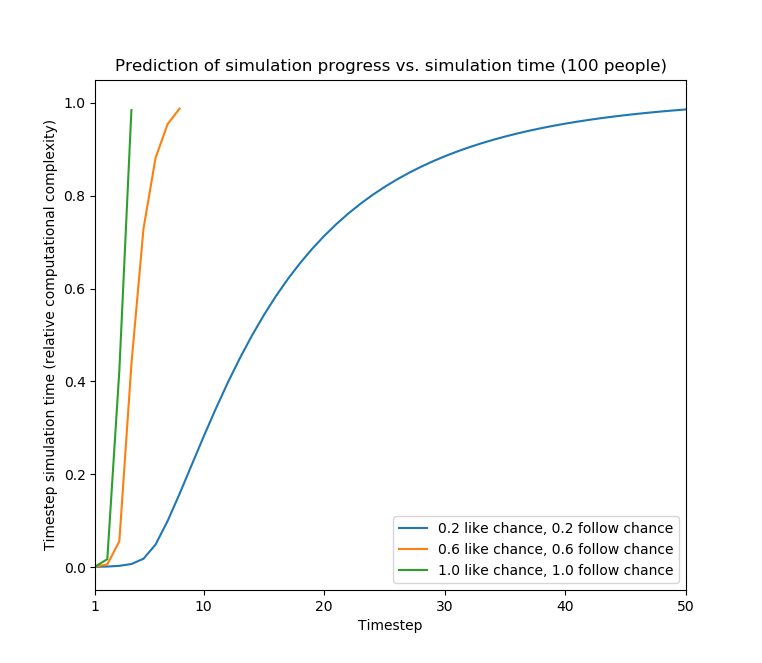 Prediction of simulation progress vs. simulation time (100 people)
Timestep simulation time (relative computational complexity)
1.0
0.8
0.6
0.4
0.2
0.0
0.2 like chance, 0.2 follow chance
0.6 like chance, 0.6 follow chance
1.0 like chance, 1.0 follow chance
1
10
20
30
40
50
Timestep